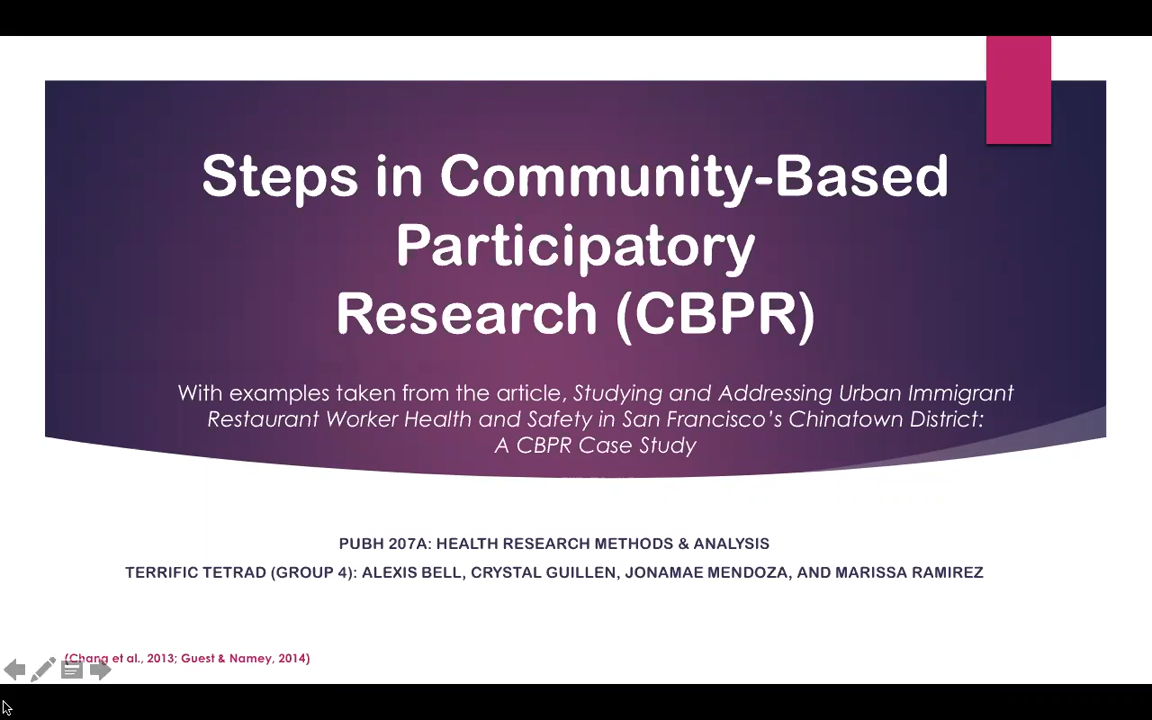 Steps in Community-Based
Participatory
Research (CBPR)
With examples taken from the article, Studying and Addressing Urban Immigrant
Restaurant Worker Health and Safety in San Francisco’s Chinatown District:
A CBPR Case Study
PUBH 207A: HEALTH RESEARCH METHODS & ANALYSIS
TERRIFIC TETRAD (GROUP 4): ALEXIS BELL, CRYSTAL GUILLEN, JONAMAE MENDOZA, AND MARISSA RAMIREZ
(Chang et al., 2013; Guest & Namey, 2014)